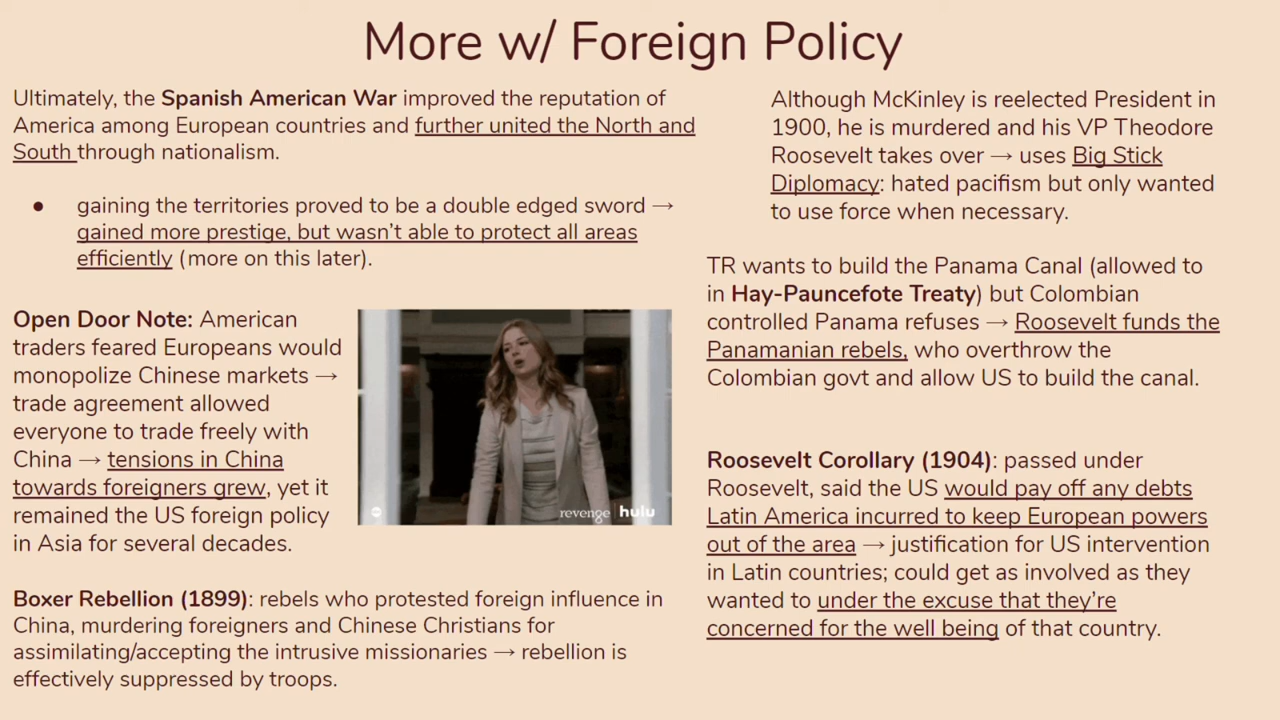 More w/ Foreign Policy
Ultimately, the Spanish American War improved the reputation of
America among European countries and further united the North and
South through nationalism.
● gaining the territories proved to be a double edged sword →
gained more prestige, but wasn't able to protect all areas
efficiently (more on this later).
Open Door Note: American
traders feared Europeans would
monopolize Chinese markets →
trade agreement allowed
everyone to trade freely with
China → tensions in China
towards foreigners grew, yet it
remained the US foreign policy
in Asia for several decades.
revenge hulu
Boxer Rebellion (1899): rebels who protested foreign influence in
China, murdering foreigners and Chinese Christians for
assimilating/accepting the intrusive missionaries → rebellion is
effectively suppressed by troops.
Although McKinley is reelected President in
1900, he is murdered and his VP Theodore
Roosevelt takes over → uses Big Stick
Diplomacy: hated pacifism but only wanted
to use force when necessary.
TR wants to build the Panama Canal (allowed to
in Hay-Pauncefote Treaty) but Colombian
controlled Panama refuses → Roosevelt funds the
Panamanian rebels, who overthrow the
Colombian govt and allow US to build the canal.
Roosevelt Corollary (1904): passed under
Roosevelt, said the US would pay off any debts
Latin America incurred to keep European powers
out of the area → justification for US intervention
in Latin countries; could get as involved as they
wanted to under the excuse that they're
concerned for the well being of that country.